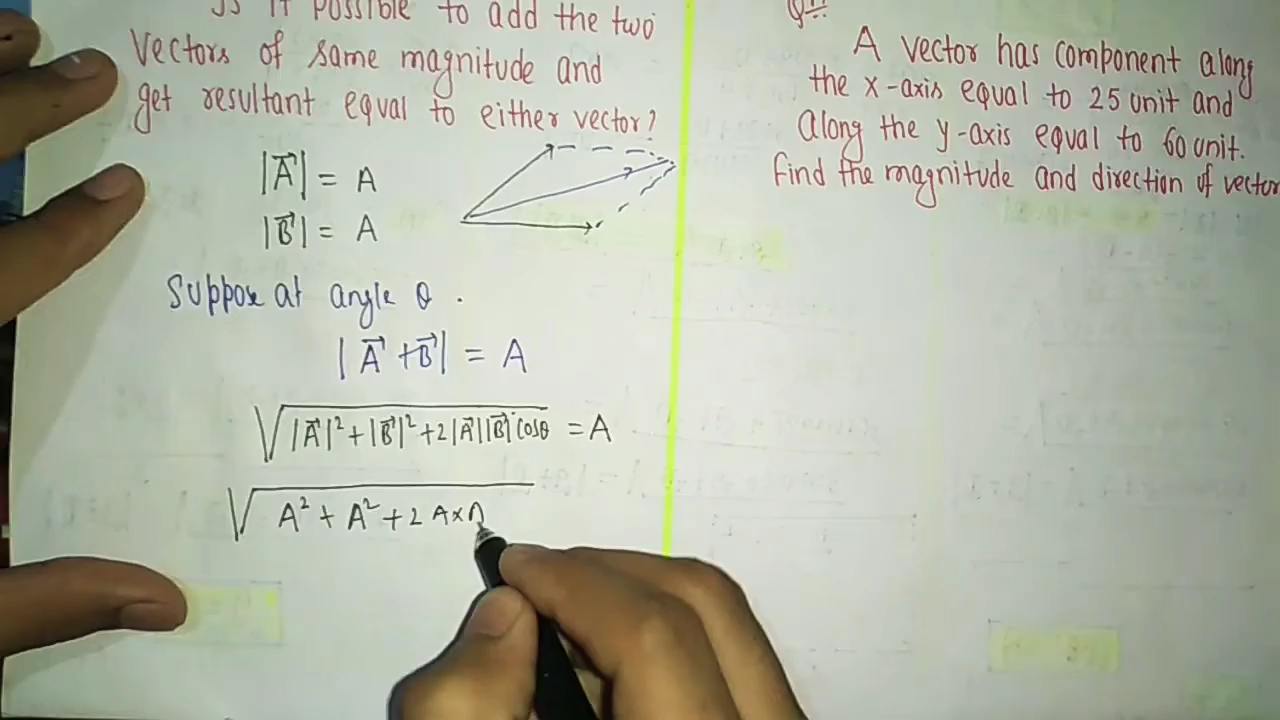 Is it possible to add the two
vectors of same magnitude and
get resultant equal to either vector?
|A⃗| = A
|B⃗| = A
Suppose at angle θ .
|A⃗ + B⃗| = A
√|A⃗|² + |B⃗|² + 2|A⃗||B⃗| cosθ = A
√A² + A² + 2 A × A
Q
A vector has component along
the x-axis equal to 25 unit and
along the y-axis equal to 60 unit.
Find the magnitude and direction of vector